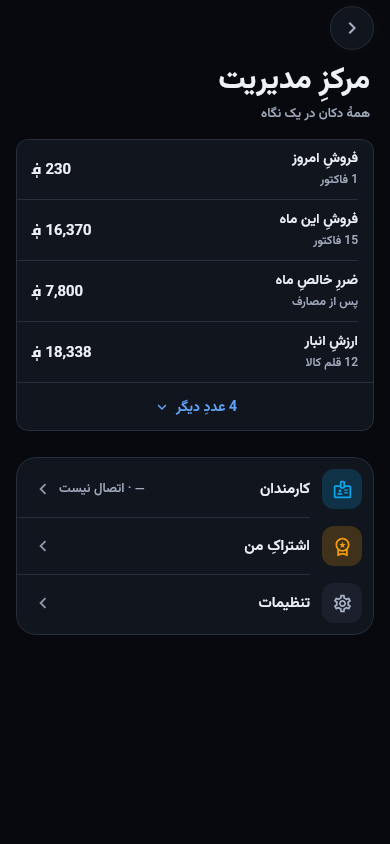 مرکزِ مدیریت
همهٔ دکان در یک نگاه
فروشِ امروز
230 ؋
1 فاکتور
فروشِ این ماه
16,370 ؋
15 فاکتور
ضررِ خالصِ ماه
7,800 ؋
پس از مصارف
ارزشِ انبار
18,338 ؋
12 قلم کالا
4 عددِ دیگر
کارمندان
— · اتصال نیست
اشتراکِ من
تنظیمات